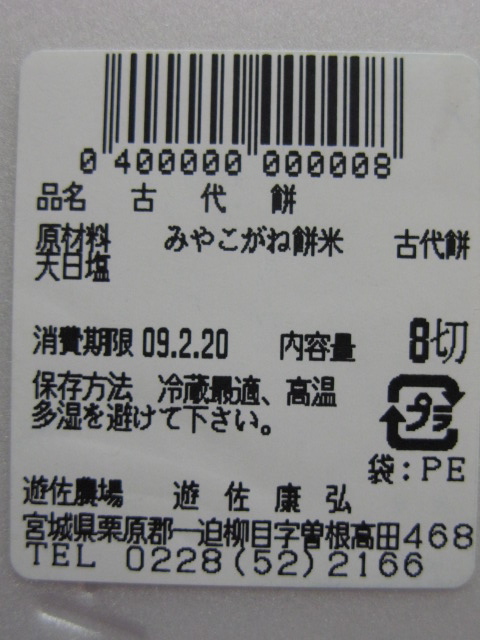 0 400000 000008
品名 古代餅
原材料 みやこがね餅米 古代餅
天日塩
消費期限 09.2.20 内容量 8切
保存方法 冷蔵最適、高温
多湿を避けて下さい。
プラ
袋:PE
遊佐農場 遊佐康弘
宮城県栗原郡一迫柳目字曽根高田468
TEL 0228(52)2166